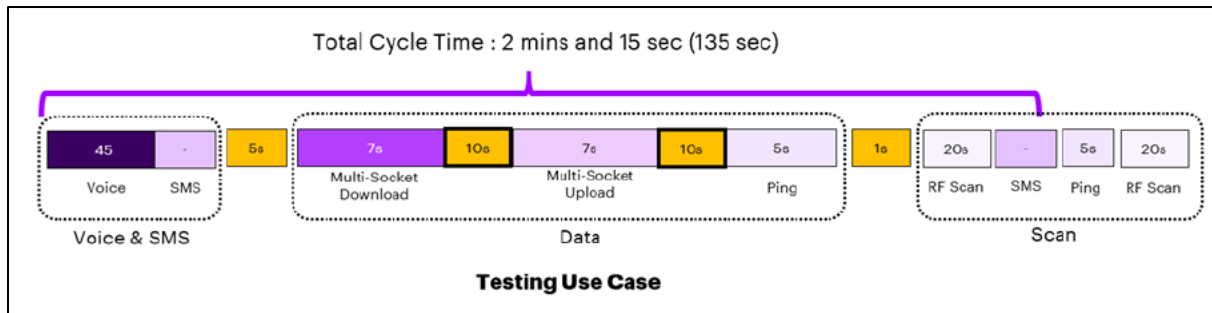 Total Cycle Time : 2 mins and 15 sec (135 sec)
45 - 5s 7s 10s 7s 10s 5s 1s 20s - 5s 20s
Voice SMS Multi-Socket Download Multi-Socket Upload Ping RF Scan SMS Ping RF Scan
Voice & SMS Data Scan
Testing Use Case